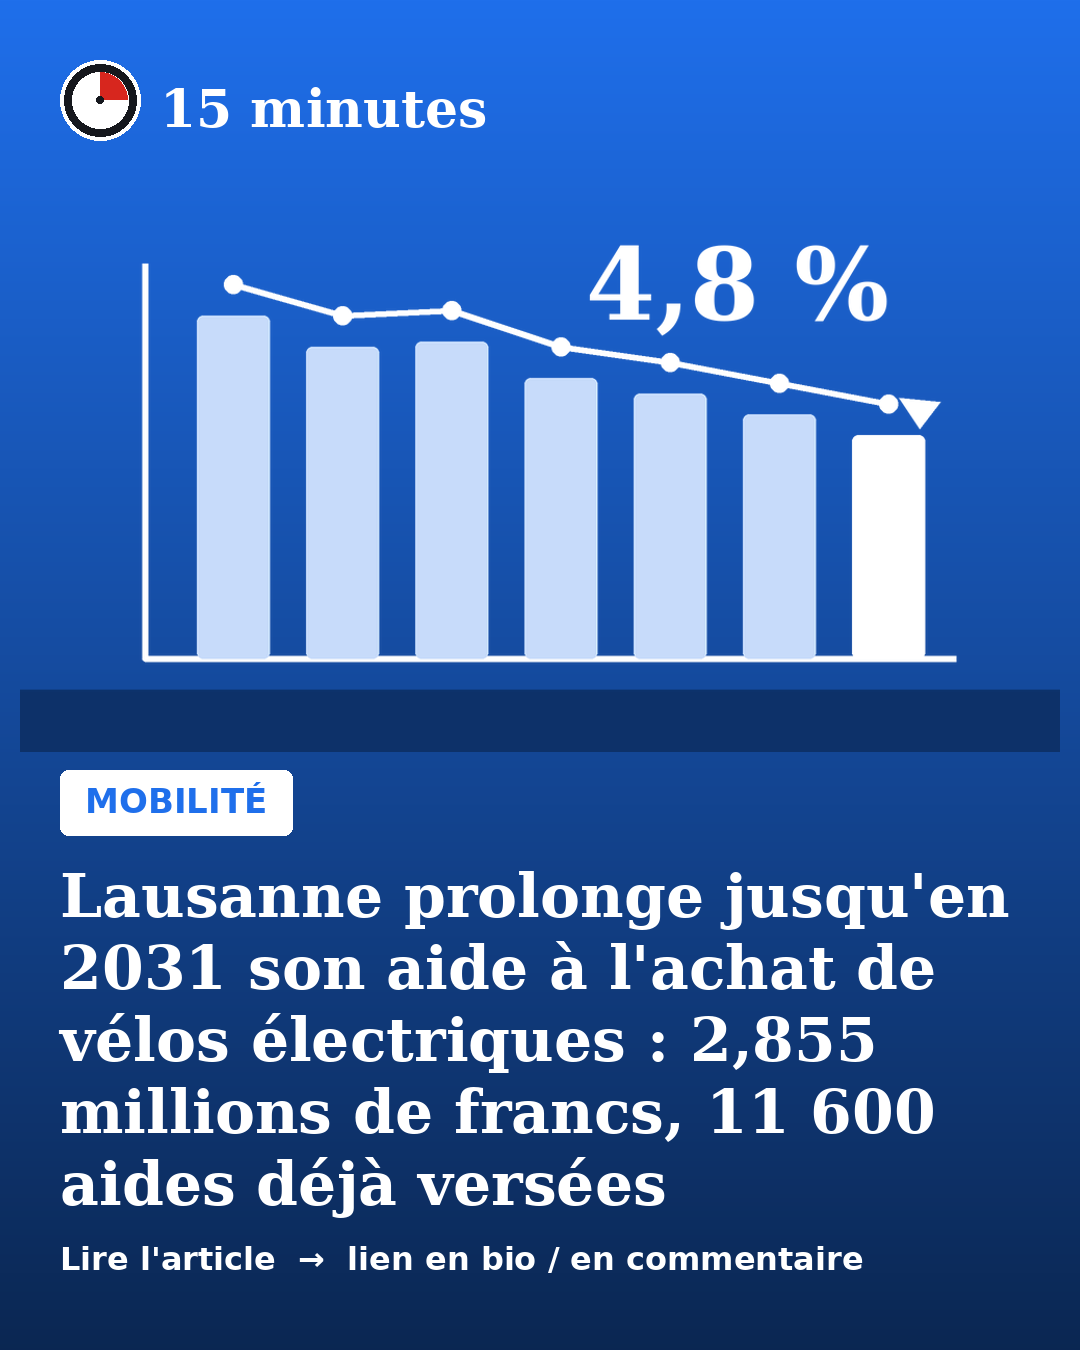 15 minutes
4,8 %
MOBILITÉ
Lausanne prolonge jusqu'en
2031 son aide à l'achat de
vélos électriques : 2,855
millions de francs, 11 600
aides déjà versées
Lire l'article → lien en bio / en commentaire